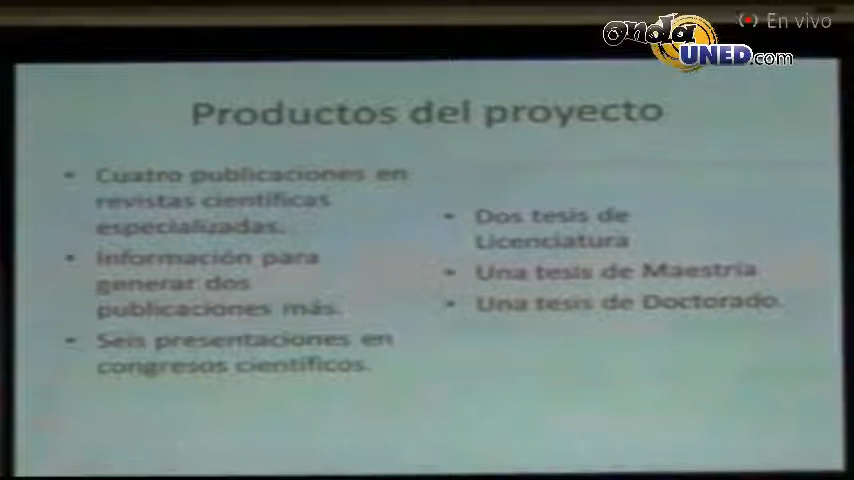 En vivo
onda
UNED.com
Productos del proyecto
• Cuatro publicaciones en
revistas científicas
especializadas.
• Información para
generar dos
publicaciones más.
• Seis presentaciones en
congresos científicos.
• Dos tesis de
Licenciatura
• Una tesis de Maestría
• Una tesis de Doctorado.